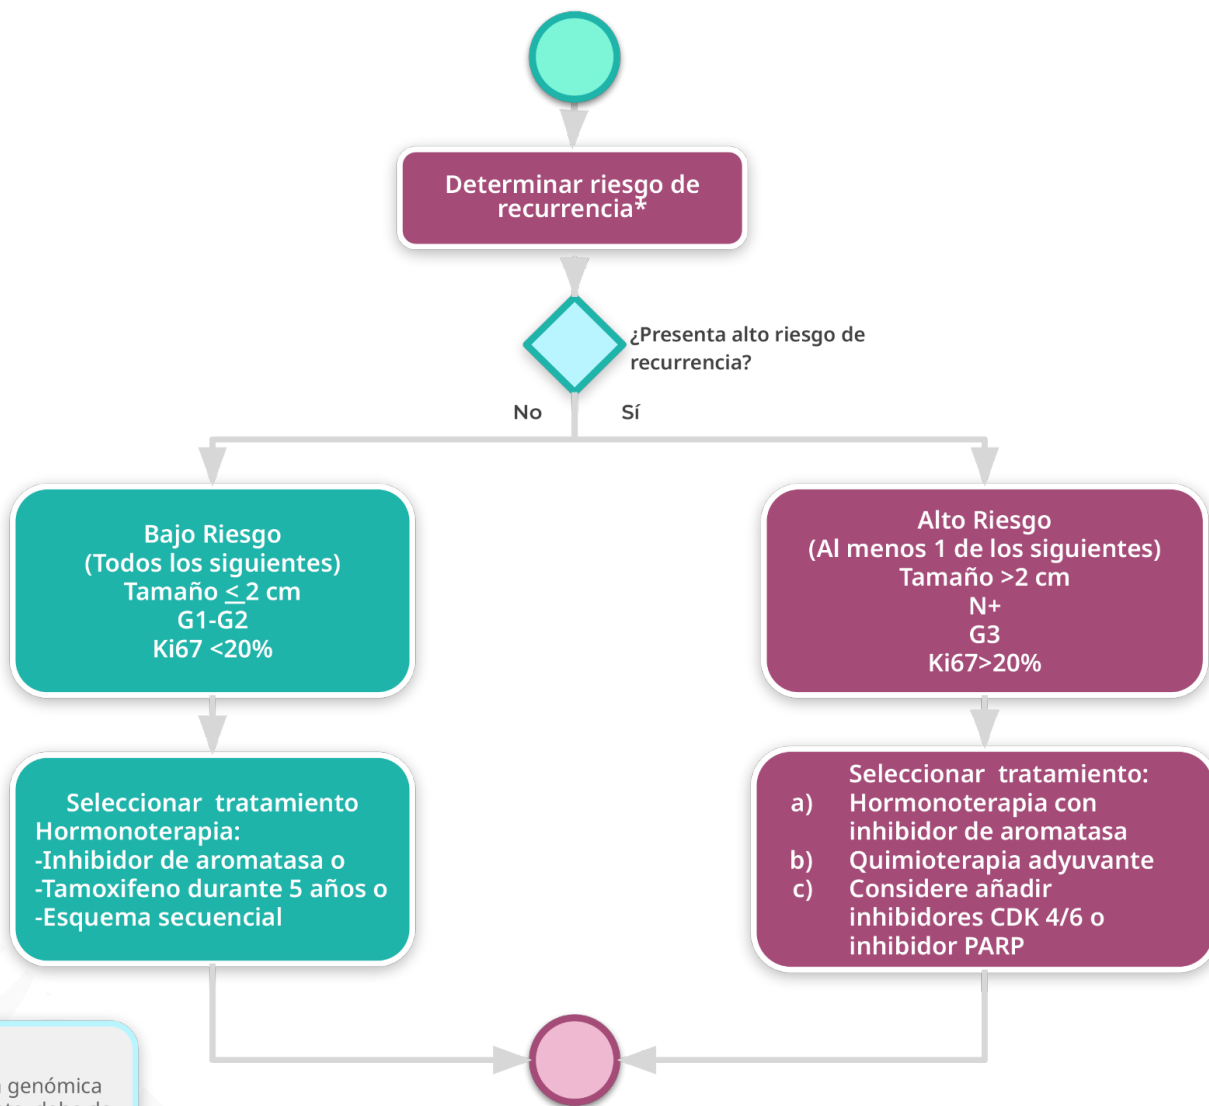 Determinar riesgo de
recurrencia*
¿Presenta alto riesgo de
recurrencia?
No
Sí
Bajo Riesgo
(Todos los siguientes)
Tamaño < 2 cm
G1-G2
Ki67 <20%
Alto Riesgo
(Al menos 1 de los siguientes)
Tamaño >2 cm
N+
G3
Ki67>20%
Seleccionar tratamiento
Hormonoterapia:
-Inhibidor de aromatasa o
-Tamoxifeno durante 5 años o
-Esquema secuencial
Seleccionar tratamiento:
a) Hormonoterapia con
inhibidor de aromatasa
b) Quimioterapia adyuvante
c) Considere añadir
inhibidores CDK 4/6 o
inhibidor PARP
genómica